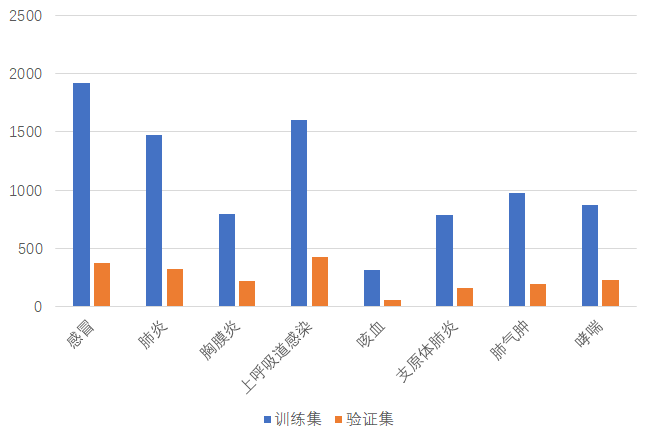 2500
2000
1500
1000
500
0
感冒
肺炎
胸膜炎
上呼吸道感染
咳血
支原体肺炎
肺气肿
哮喘
训练集 验证集